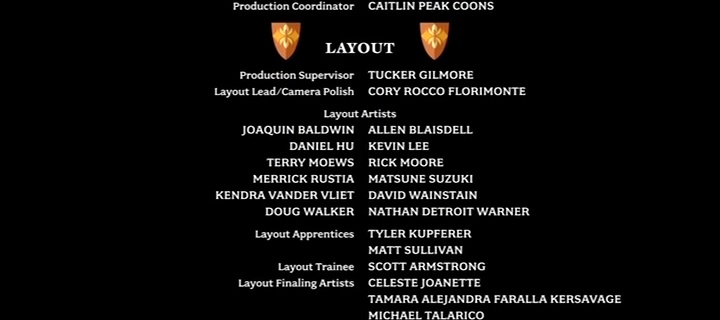 Production Coordinator CAITLIN PEAK COONS
LAYOUT
Production Supervisor TUCKER GILMORE
Layout Lead/Camera Polish CORY ROCCO FLORIMONTE
Layout Artists
JOAQUIN BALDWIN ALLEN BLAISDELL
DANIEL HU KEVIN LEE
TERRY MOEWS RICK MOORE
MERRICK RUSTIA MATSUNE SUZUKI
KENDRA VANDER VLIET DAVID WAINSTAIN
DOUG WALKER NATHAN DETROIT WARNER
Layout Apprentices TYLER KUPFERER
MATT SULLIVAN
Layout Trainee SCOTT ARMSTRONG
Layout Finaling Artists CELESTE JOANETTE
TAMARA ALEJANDRA FARALLA KERSAVAGE
MICHAEL TALARICO